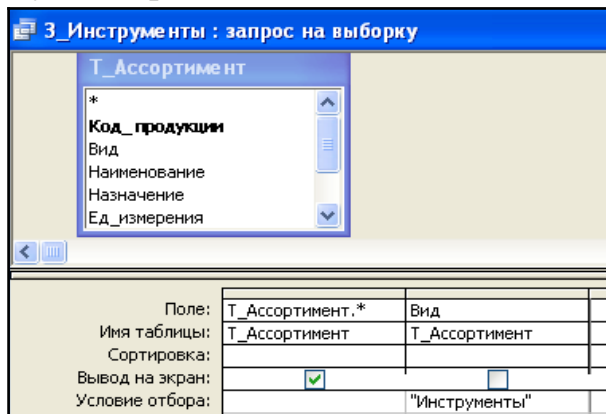 З_Инструменты : запрос на выборку
Т_Ассортимент
*
Код_продукции
Вид
Наименование
Назначение
Ед_измерения
Поле: Т_Ассортимент.* Вид
Имя таблицы: Т_Ассортимент Т_Ассортимент
Сортировка:
Вывод на экран:
Условие отбора: "Инструменты"